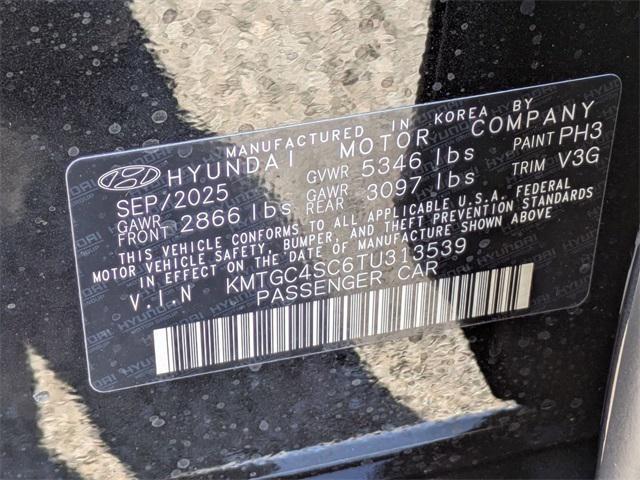 MANUFACTURED IN KOREA BY
HYUNDAI MOTOR COMPANY
SEP/2025 GVWR 5346 lbs PAINT PH3
GAWR FRONT 2866 lbs GAWR REAR 3097 lbs TRIM V3G
THIS VEHICLE CONFORMS TO ALL APPLICABLE U.S.A. FEDERAL
MOTOR VEHICLE SAFETY, BUMPER, AND THEFT PREVENTION STANDARDS
IN EFFECT ON THE DATE OF MANUFACTURE SHOWN ABOVE
V.I.N KMTGC4SC6TU313539
PASSENGER CAR